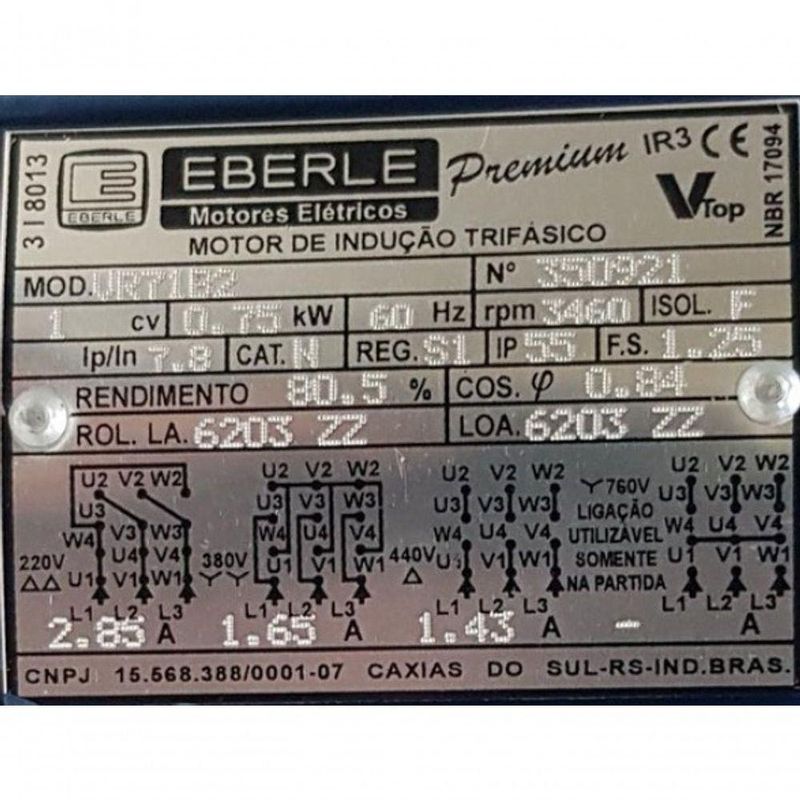 3 I 8013
EBERLE
EBERLE
Motores Elétricos
Premium IR3 CE
VTop
NBR 17094
MOTOR DE INDUÇÃO TRIFÁSICO
MOD. Nº 350921
1 cv 0.75 kW 60 Hz rpm 3460 ISOL. F
Ip/In 7.8 CAT. N REG. S1 IP 55 F.S. 1.25
RENDIMENTO 80.5 % COS. φ 0.84
ROL. LA. 6203 ZZ LOA. 6203 ZZ
U2 V2 W2 U2 V2 W2 U2 V2 W2 U2 V2 W2
U3 V3 W3 U3 V3 W3 U3 V3 W3 U3 V3 W3
W4 U4 V4 W4 U4 V4 W4 U4 V4 W4 U4 V4
U1 V1 W1 U1 V1 W1 U1 V1 W1 U1 V1 W1
220V ΔΔ 380V YY 440V Δ Y 760V
LIGAÇÃO
UTILIZÁVEL
SOMENTE
NA PARTIDA
L1 L2 L3 L1 L2 L3 L1 L2 L3 L1 L2 L3
2.85 A 1.65 A 1.43 A - A
CNPJ 15.568.388/0001-07 CAXIAS DO SUL-RS-IND.BRAS.